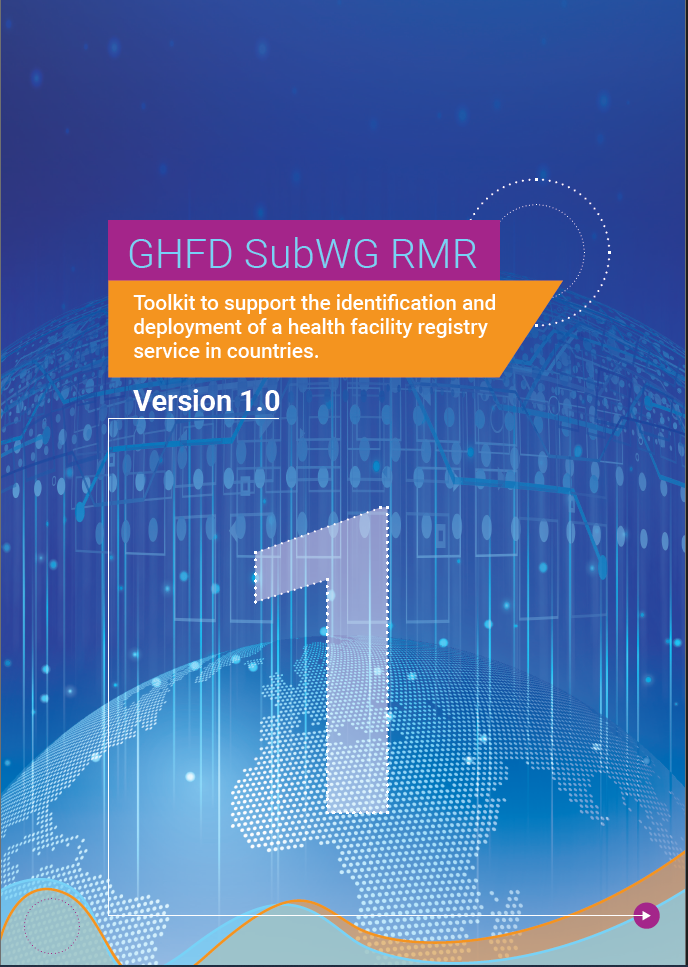 GHFD SubWG RMR
Toolkit to support the identification and
deployment of a health facility registry
service in countries.
Version 1.0
1